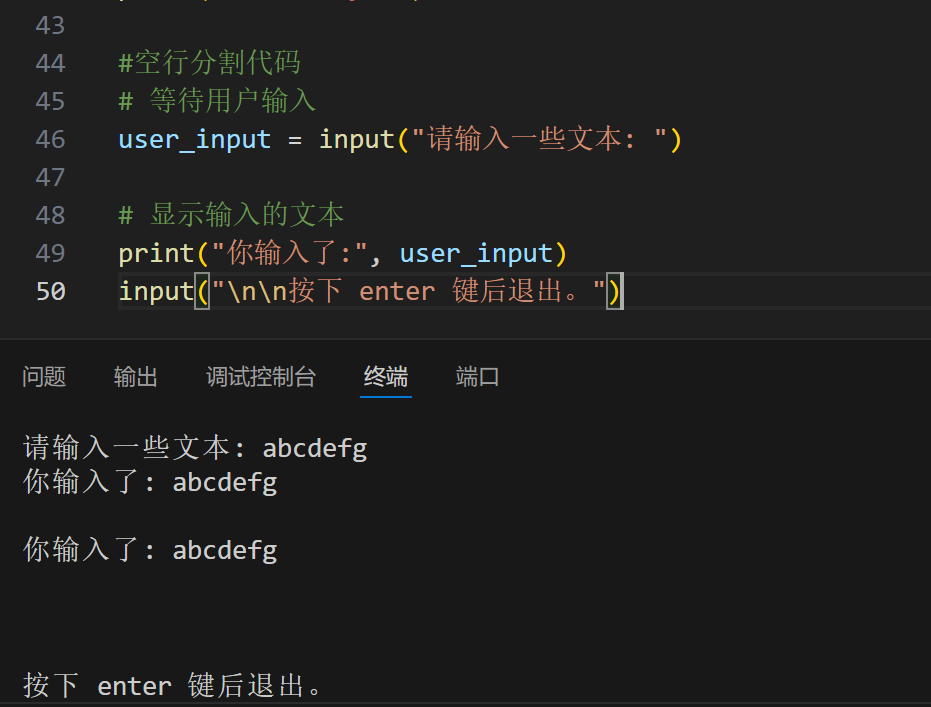 43
44 #空行分割代码
45 # 等待用户输入
46 user_input = input("请输入一些文本: ")
47
48 # 显示输入的文本
49 print("你输入了:", user_input)
50 input("\n\n按下 enter 键后退出。")
问题 输出 调试控制台 终端 端口
请输入一些文本: abcdefg
你输入了: abcdefg
你输入了: abcdefg
按下 enter 键后退出。